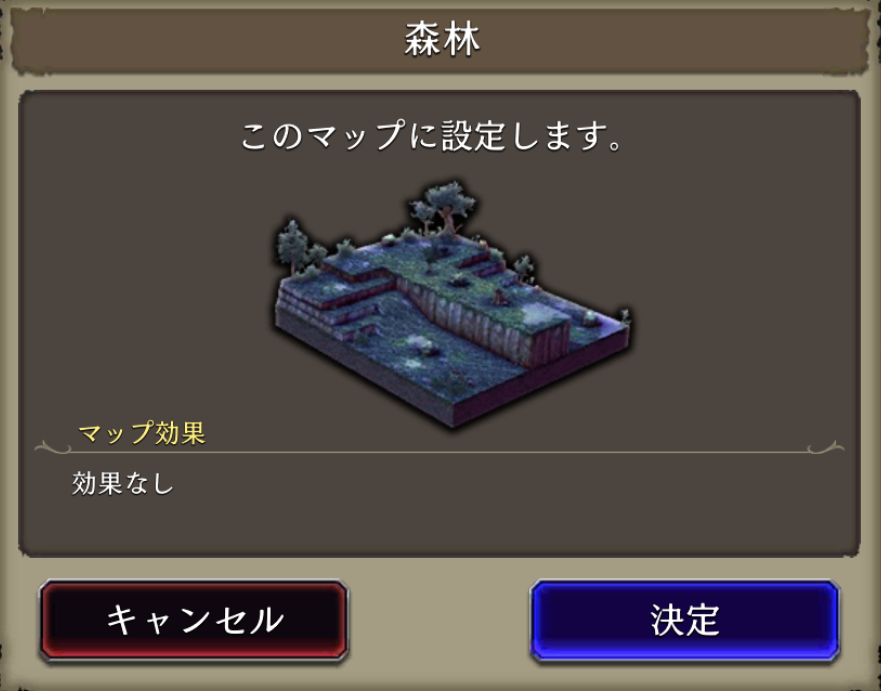 森林
このマップに設定します。
マップ効果
効果なし
キャンセル
決定